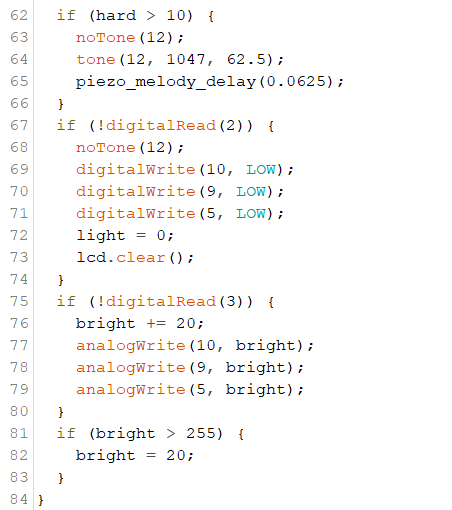 62 if (hard > 10) {
63 noTone(12);
64 tone(12, 1047, 62.5);
65 piezo_melody_delay(0.0625);
66 }
67 if (!digitalRead(2)) {
68 noTone(12);
69 digitalWrite(10, LOW);
70 digitalWrite(9, LOW);
71 digitalWrite(5, LOW);
72 light = 0;
73 lcd.clear();
74 }
75 if (!digitalRead(3)) {
76 bright += 20;
77 analogWrite(10, bright);
78 analogWrite(9, bright);
79 analogWrite(5, bright);
80 }
81 if (bright > 255) {
82 bright = 20;
83 }
84 }